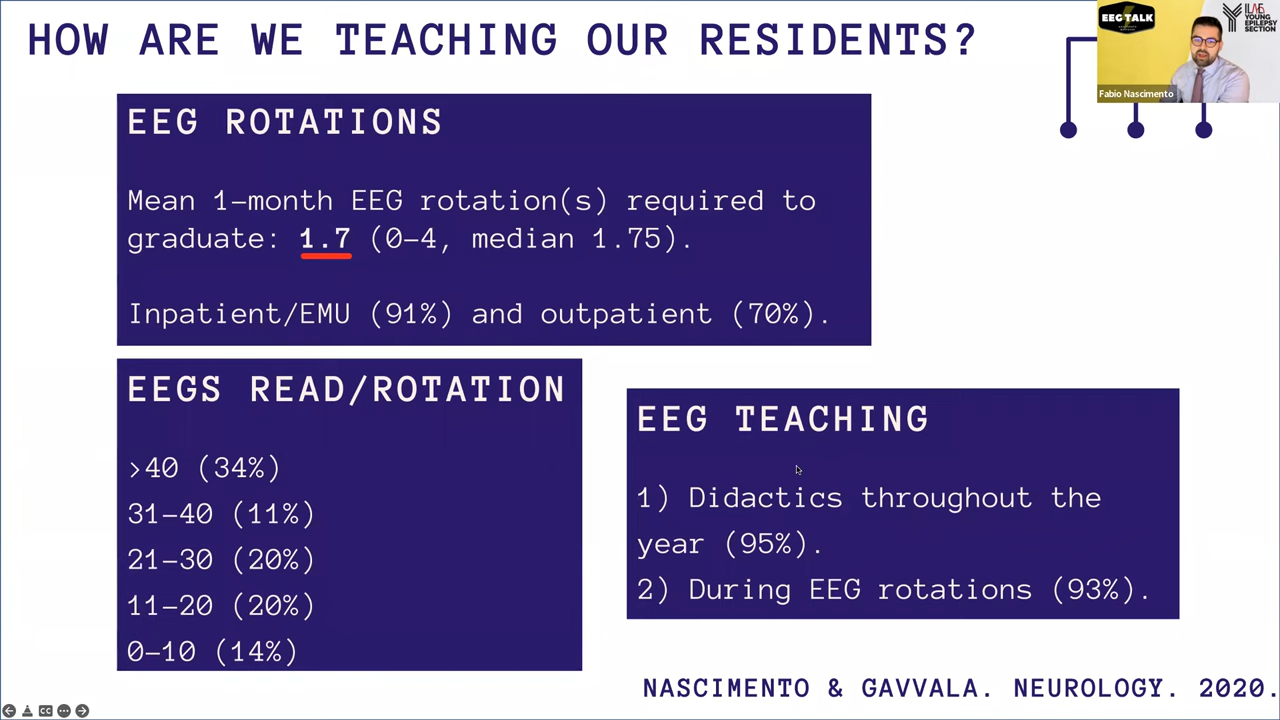 HOW ARE WE TEACHING OUR RESIDENTS?
EEG TALK
ILAE
YOUNG
EPILEPSY
SECTION
Fabio Nascimento
EEG ROTATIONS
Mean 1-month EEG rotation(s) required to
graduate: 1.7 (0-4, median 1.75).
Inpatient/EMU (91%) and outpatient (70%).
EEGS READ/ROTATION
>40 (34%)
31-40 (11%)
21-30 (20%)
11-20 (20%)
0-10 (14%)
EEG TEACHING
1) Didactics throughout the
year (95%).
2) During EEG rotations (93%).
NASCIMENTO & GAVVALA. NEUROLOGY. 2020.
CC